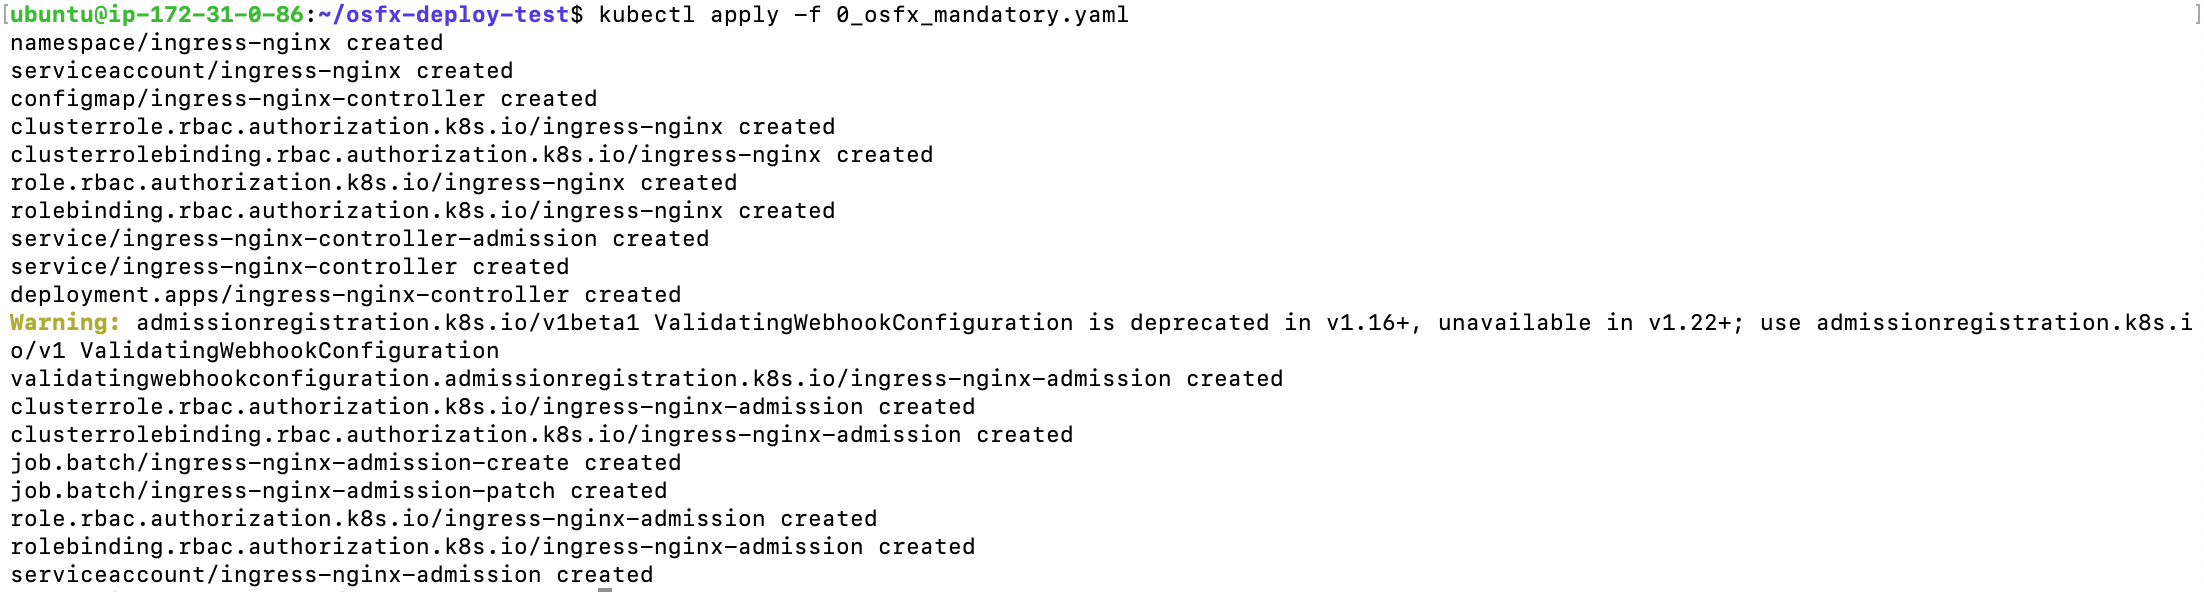 [ubuntu@ip-172-31-0-86:~/osfx-deploy-test$ kubectl apply -f 0_osfx_mandatory.yaml ]
namespace/ingress-nginx created
serviceaccount/ingress-nginx created
configmap/ingress-nginx-controller created
clusterrole.rbac.authorization.k8s.io/ingress-nginx created
clusterrolebinding.rbac.authorization.k8s.io/ingress-nginx created
role.rbac.authorization.k8s.io/ingress-nginx created
rolebinding.rbac.authorization.k8s.io/ingress-nginx created
service/ingress-nginx-controller-admission created
service/ingress-nginx-controller created
deployment.apps/ingress-nginx-controller created
Warning: admissionregistration.k8s.io/v1beta1 ValidatingWebhookConfiguration is deprecated in v1.16+, unavailable in v1.22+; use admissionregistration.k8s.i
o/v1 ValidatingWebhookConfiguration
validatingwebhookconfiguration.admissionregistration.k8s.io/ingress-nginx-admission created
clusterrole.rbac.authorization.k8s.io/ingress-nginx-admission created
clusterrolebinding.rbac.authorization.k8s.io/ingress-nginx-admission created
job.batch/ingress-nginx-admission-create created
job.batch/ingress-nginx-admission-patch created
role.rbac.authorization.k8s.io/ingress-nginx-admission created
rolebinding.rbac.authorization.k8s.io/ingress-nginx-admission created
serviceaccount/ingress-nginx-admission created